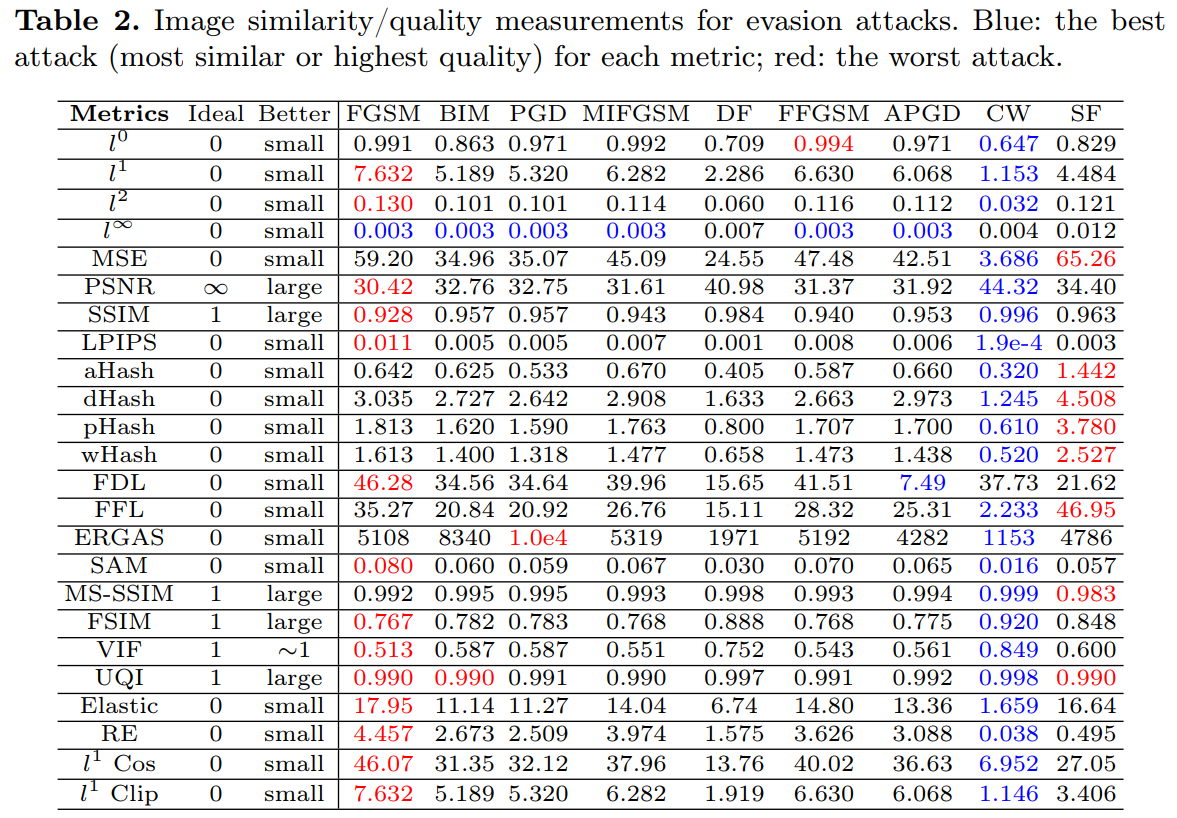 Table 2. Image similarity/quality measurements for evasion attacks. Blue: the best
attack (most similar or highest quality) for each metric; red: the worst attack.
Metrics Ideal Better FGSM BIM PGD MIFGSM DF FFGSM APGD CW SF
l^0 0 small 0.991 0.863 0.971 0.992 0.709 0.994 0.971 0.647 0.829
l^1 0 small 7.632 5.189 5.320 6.282 2.286 6.630 6.068 1.153 4.484
l^2 0 small 0.130 0.101 0.101 0.114 0.060 0.116 0.112 0.032 0.121
l^∞ 0 small 0.003 0.003 0.003 0.003 0.007 0.003 0.003 0.004 0.012
MSE 0 small 59.20 34.96 35.07 45.09 24.55 47.48 42.51 3.686 65.26
PSNR ∞ large 30.42 32.76 32.75 31.61 40.98 31.37 31.92 44.32 34.40
SSIM 1 large 0.928 0.957 0.957 0.943 0.984 0.940 0.953 0.996 0.963
LPIPS 0 small 0.011 0.005 0.005 0.007 0.001 0.008 0.006 1.9e-4 0.003
aHash 0 small 0.642 0.625 0.533 0.670 0.405 0.587 0.660 0.320 1.442
dHash 0 small 3.035 2.727 2.642 2.908 1.633 2.663 2.973 1.245 4.508
pHash 0 small 1.813 1.620 1.590 1.763 0.800 1.707 1.700 0.610 3.780
wHash 0 small 1.613 1.400 1.318 1.477 0.658 1.473 1.438 0.520 2.527
FDL 0 small 46.28 34.56 34.64 39.96 15.65 41.51 7.49 37.73 21.62
FFL 0 small 35.27 20.84 20.92 26.76 15.11 28.32 25.31 2.233 46.95
ERGAS 0 small 5108 8340 1.0e4 5319 1971 5192 4282 1153 4786
SAM 0 small 0.080 0.060 0.059 0.067 0.030 0.070 0.065 0.016 0.057
MS-SSIM 1 large 0.992 0.995 0.995 0.993 0.998 0.993 0.994 0.999 0.983
FSIM 1 large 0.767 0.782 0.783 0.768 0.888 0.768 0.775 0.920 0.848
VIF 1 ~1 0.513 0.587 0.587 0.551 0.752 0.543 0.561 0.849 0.600
UQI 1 large 0.990 0.990 0.991 0.990 0.997 0.991 0.992 0.998 0.990
Elastic 0 small 17.95 11.14 11.27 14.04 6.74 14.80 13.36 1.659 16.64
RE 0 small 4.457 2.673 2.509 3.974 1.575 3.626 3.088 0.038 0.495
l^1 Cos 0 small 46.07 31.35 32.12 37.96 13.76 40.02 36.63 6.952 27.05
l^1 Clip 0 small 7.632 5.189 5.320 6.282 1.919 6.630 6.068 1.146 3.406